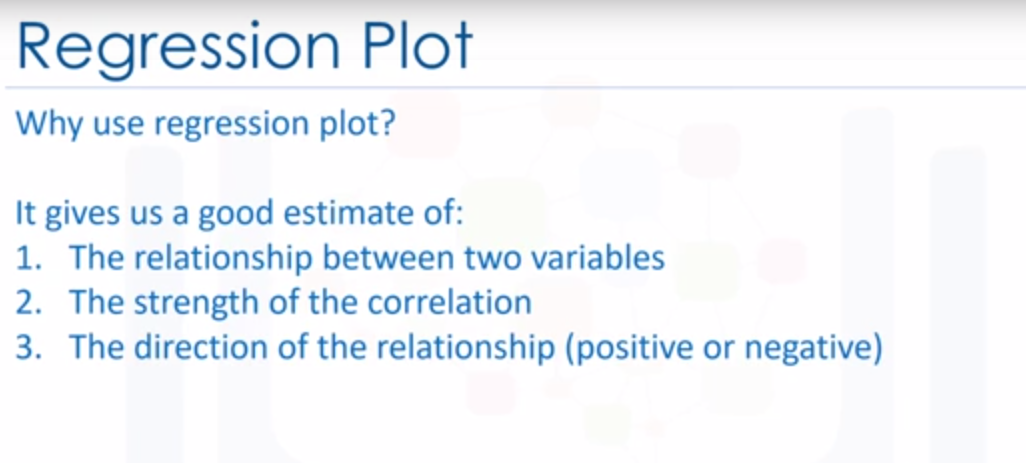 Regression Plot
Why use regression plot?
It gives us a good estimate of:
1. The relationship between two variables
2. The strength of the correlation
3. The direction of the relationship (positive or negative)